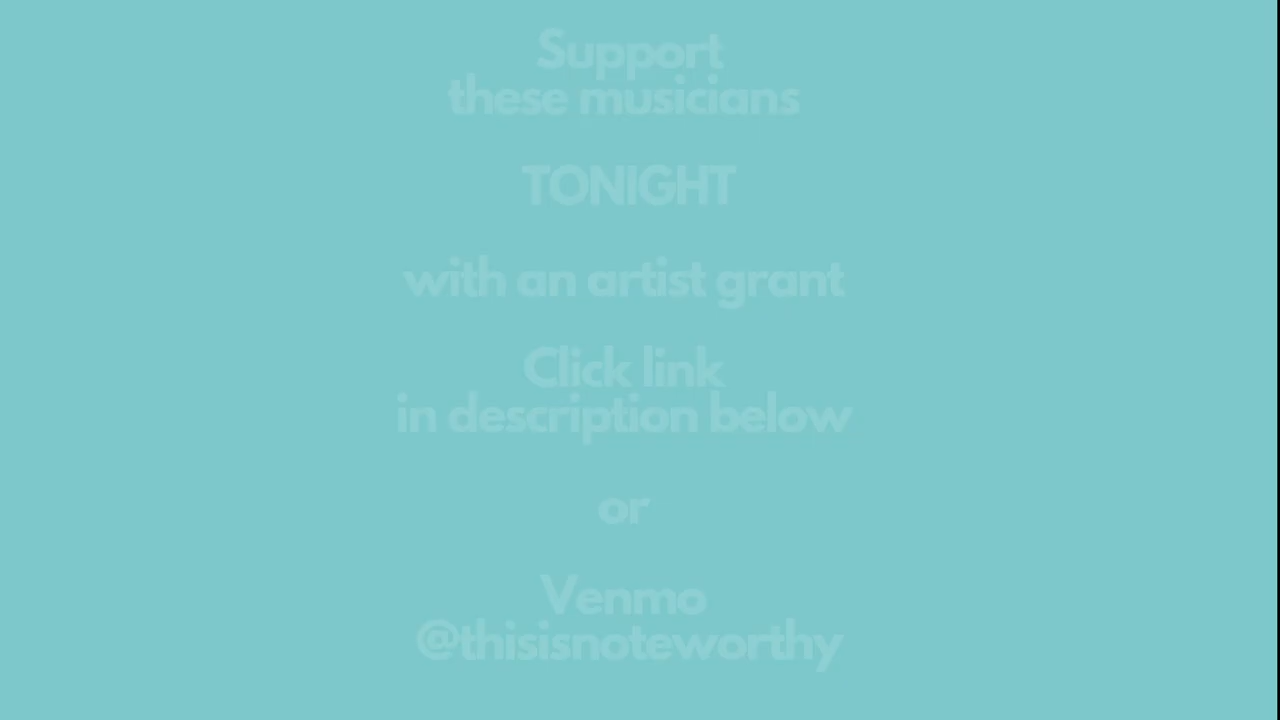 Support
these musicians
TONIGHT
with an artist grant
Click link
in description below
or
Venmo
@thisisnoteworthy